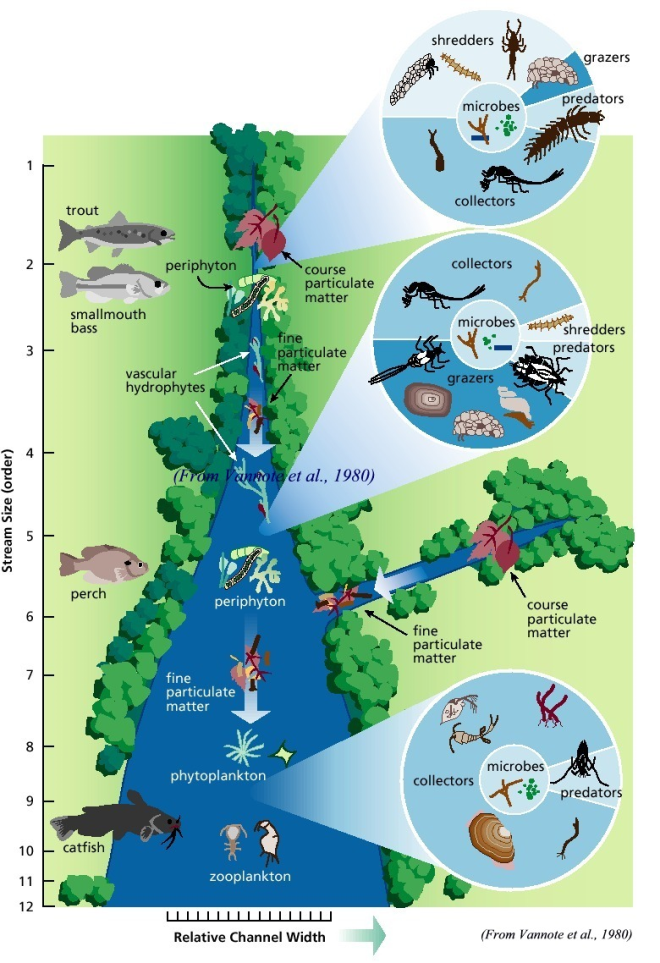 shredders
grazers
microbes
predators
collectors
1
trout
2
periphyton
course
particulate
matter
smallmouth
bass
collectors
microbes
shredders
predators
grazers
3
fine
particulate
matter
vascular
hydrophytes
4
(From Vannote et al., 1980)
Stream Size (order)
5
perch
periphyton
6
course
particulate
matter
fine
particulate
matter
7
fine
particulate
matter
8
phytoplankton
collectors
microbes
predators
9
catfish
10
zooplankton
11
12
Relative Channel Width
(From Vannote et al., 1980)